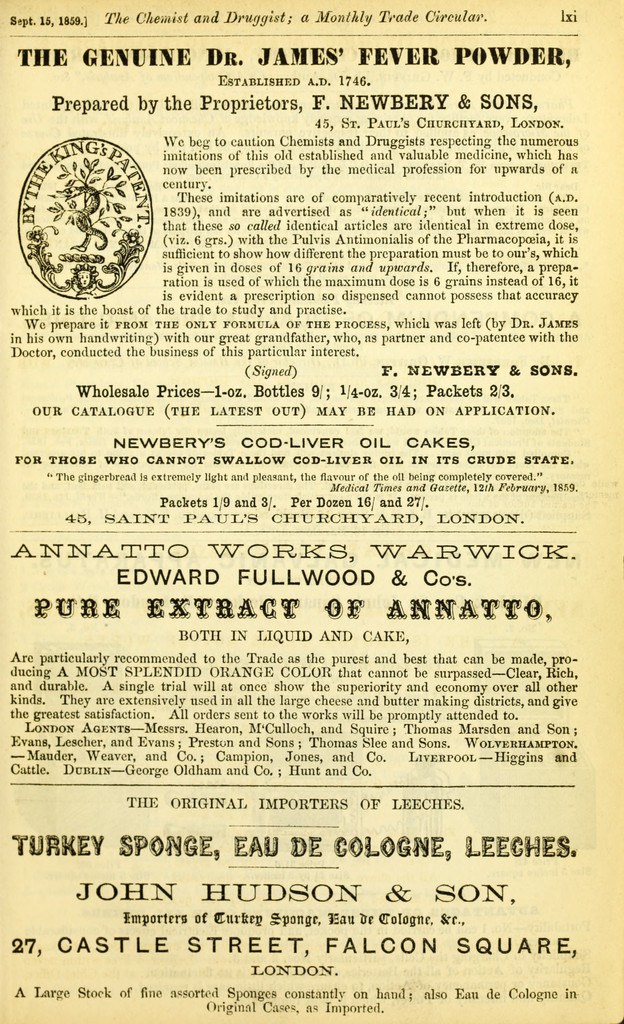 Sept. 15, 1859.] The Chemist and Druggist; a Monthly Trade Circular. lxi
THE GENUINE DR. JAMES' FEVER POWDER,
ESTABLISHED A.D. 1746.
Prepared by the Proprietors, F. NEWBERY & SONS,
45, ST. PAUL'S CHURCHYARD, LONDON.
BY THE KING'S PATENT.
We beg to caution Chemists and Druggists respecting the numerous
imitations of this old established and valuable medicine, which has
now been prescribed by the medical profession for upwards of a
century.
These imitations are of comparatively recent introduction (A.D.
1839), and are advertised as "identical;" but when it is seen
that these so called identical articles are identical in extreme dose,
(viz. 6 grs.) with the Pulvis Antimonialis of the Pharmacopœia, it is
sufficient to show how different the preparation must be to our's, which
is given in doses of 16 grains and upwards. If, therefore, a prepa-
ration is used of which the maximum dose is 6 grains instead of 16, it
is evident a prescription so dispensed cannot possess that accuracy
which it is the boast of the trade to study and practise.
We prepare it FROM THE ONLY FORMULA OF THE PROCESS, which was left (by DR. JAMES
in his own handwriting) with our great grandfather, who, as partner and co-patentee with the
Doctor, conducted the business of this particular interest.
(Signed) F. NEWBERY & SONS.
Wholesale Prices—1-oz. Bottles 9/; 1/4-oz. 3/4; Packets 2/3.
OUR CATALOGUE (THE LATEST OUT) MAY BE HAD ON APPLICATION.
NEWBERY'S COD-LIVER OIL CAKES,
FOR THOSE WHO CANNOT SWALLOW COD-LIVER OIL IN ITS CRUDE STATE.
"The gingerbread is extremely light and pleasant, the flavour of the oil being completely covered."
Medical Times and Gazette, 12th February, 1859.
Packets 1/9 and 3/. Per Dozen 16/ and 27/.
45, SAINT PAUL'S CHURCHYARD, LONDON.
ANNATTO WORKS, WARWICK.
EDWARD FULLWOOD & Co's.
PURE EXTRACT OF ANNATTO,
BOTH IN LIQUID AND CAKE,
Are particularly recommended to the Trade as the purest and best that can be made, pro-
ducing A MOST SPLENDID ORANGE COLOR that cannot be surpassed—Clear, Rich,
and durable. A single trial will at once show the superiority and economy over all other
kinds. They are extensively used in all the large cheese and butter making districts, and give
the greatest satisfaction. All orders sent to the works will be promptly attended to.
LONDON AGENTS—Messrs. Hearon, M'Culloch, and Squire; Thomas Marsden and Son;
Evans, Lescher, and Evans; Preston and Sons; Thomas Slee and Sons. WOLVERHAMPTON.
—Mander, Weaver, and Co.; Campion, Jones, and Co. LIVERPOOL—Higgins and
Cattle. DUBLIN—George Oldham and Co.; Hunt and Co.
THE ORIGINAL IMPORTERS OF LEECHES.
TURKEY SPONGE, EAU DE COLOGNE, LEECHES.
JOHN HUDSON & SON,
Importers of Turkey Sponge, Eau De Cologne, &c.,
27, CASTLE STREET, FALCON SQUARE,
LONDON.
A Large Stock of fine assorted Sponges constantly on hand; also Eau de Cologne in
Original Cases, as Imported.